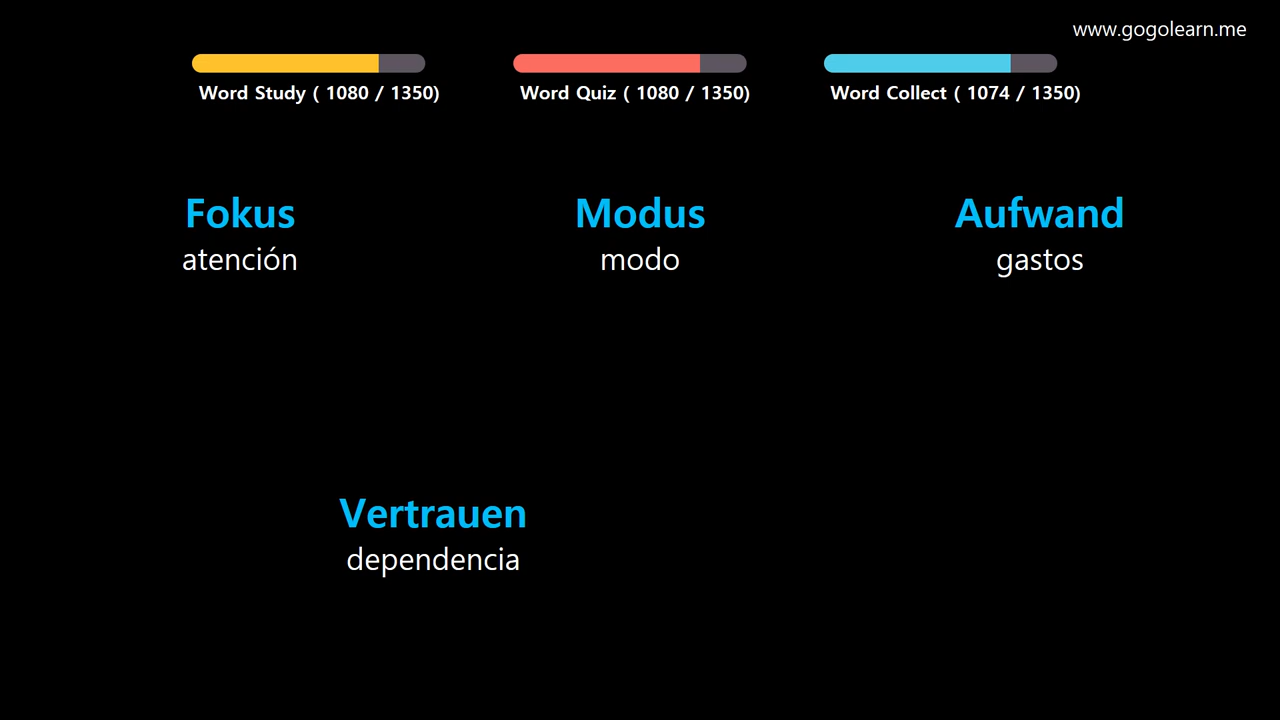 www.gogolearn.me
Word Study ( 1080 / 1350)
Word Quiz ( 1080 / 1350)
Word Collect ( 1074 / 1350)
Fokus
atención
Modus
modo
Aufwand
gastos
Vertrauen
dependencia